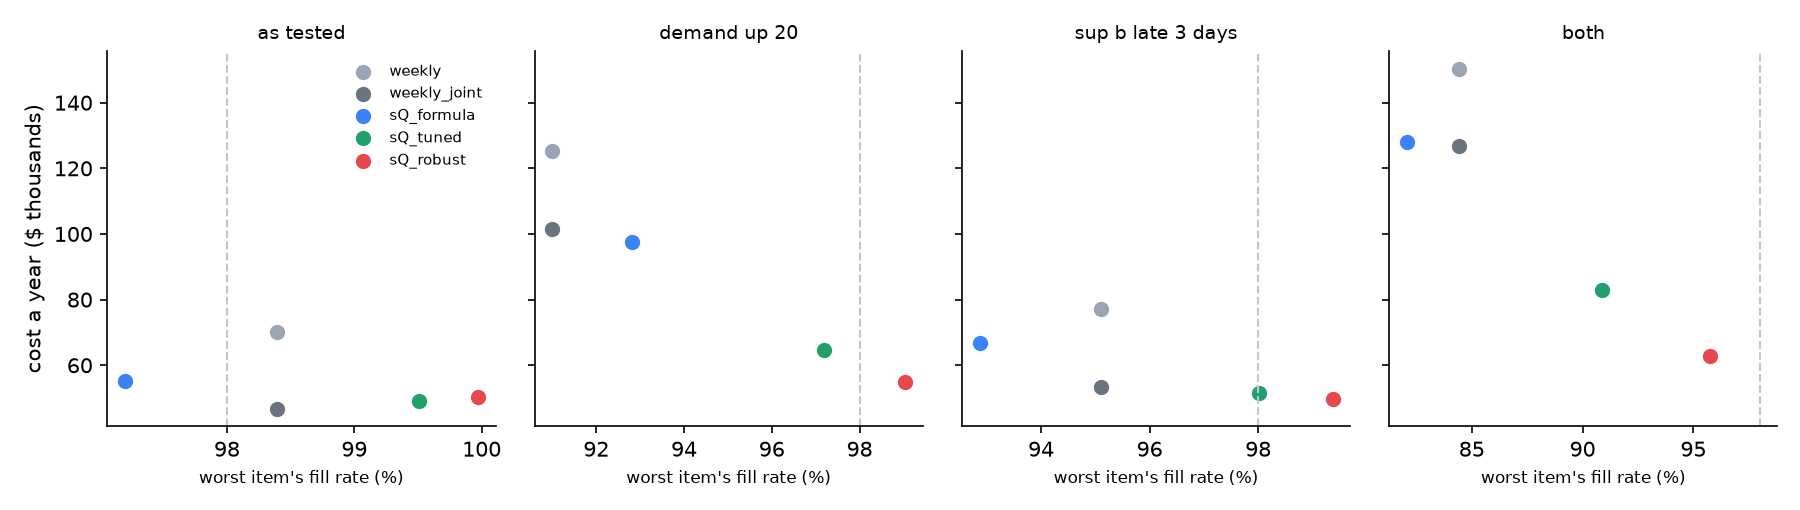 as tested
demand up 20
sup b late 3 days
both
cost a year ($ thousands)
140
120
100
80
60
weekly
weekly_joint
sQ_formula
sQ_tuned
sQ_robust
98 99 100
92 94 96 98
94 96 98
85 90 95
worst item's fill rate (%)
worst item's fill rate (%)
worst item's fill rate (%)
worst item's fill rate (%)